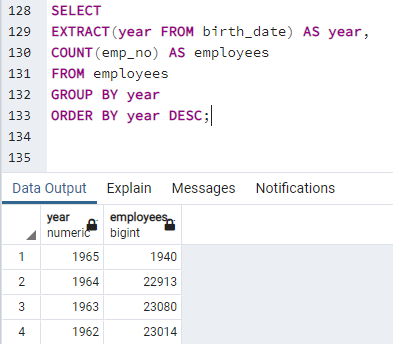 128 SELECT
129 EXTRACT(year FROM birth_date) AS year,
130 COUNT(emp_no) AS employees
131 FROM employees
132 GROUP BY year
133 ORDER BY year DESC;
134
135
Data Output Explain Messages Notifications
year employees
numeric bigint
1 1965 1940
2 1964 22913
3 1963 23080
4 1962 23014